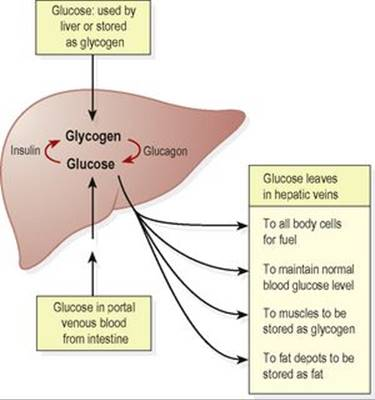 Glucose: used by
liver or stored
as glycogen
Glycogen
Insulin
Glucagon
Glucose
Glucose leaves
in hepatic veins
To all body cells
for fuel
To maintain normal
blood glucose level
To muscles to be
stored as glycogen
To fat depots to be
stored as fat
Glucose in portal
venous blood
from intestine